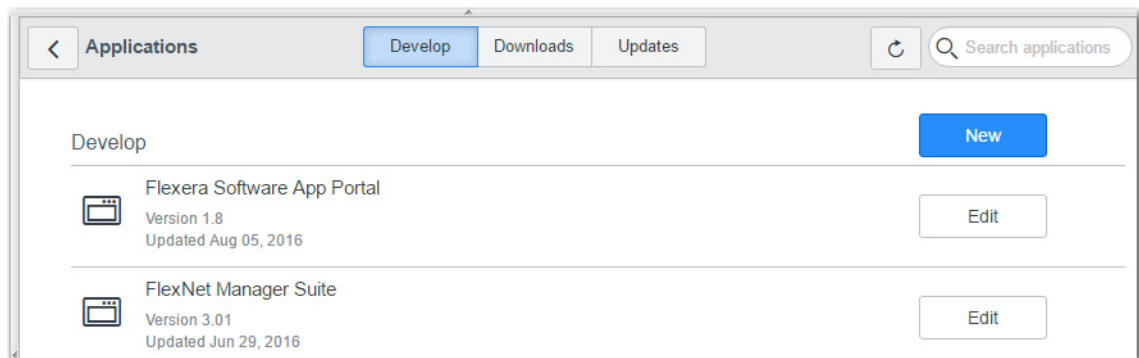 Applications
Develop
Downloads
Updates
Search applications
Develop
New
Flexera Software App Portal
Version 1.8
Updated Aug 05, 2016
Edit
FlexNet Manager Suite
Version 3.01
Updated Jun 29, 2016
Edit